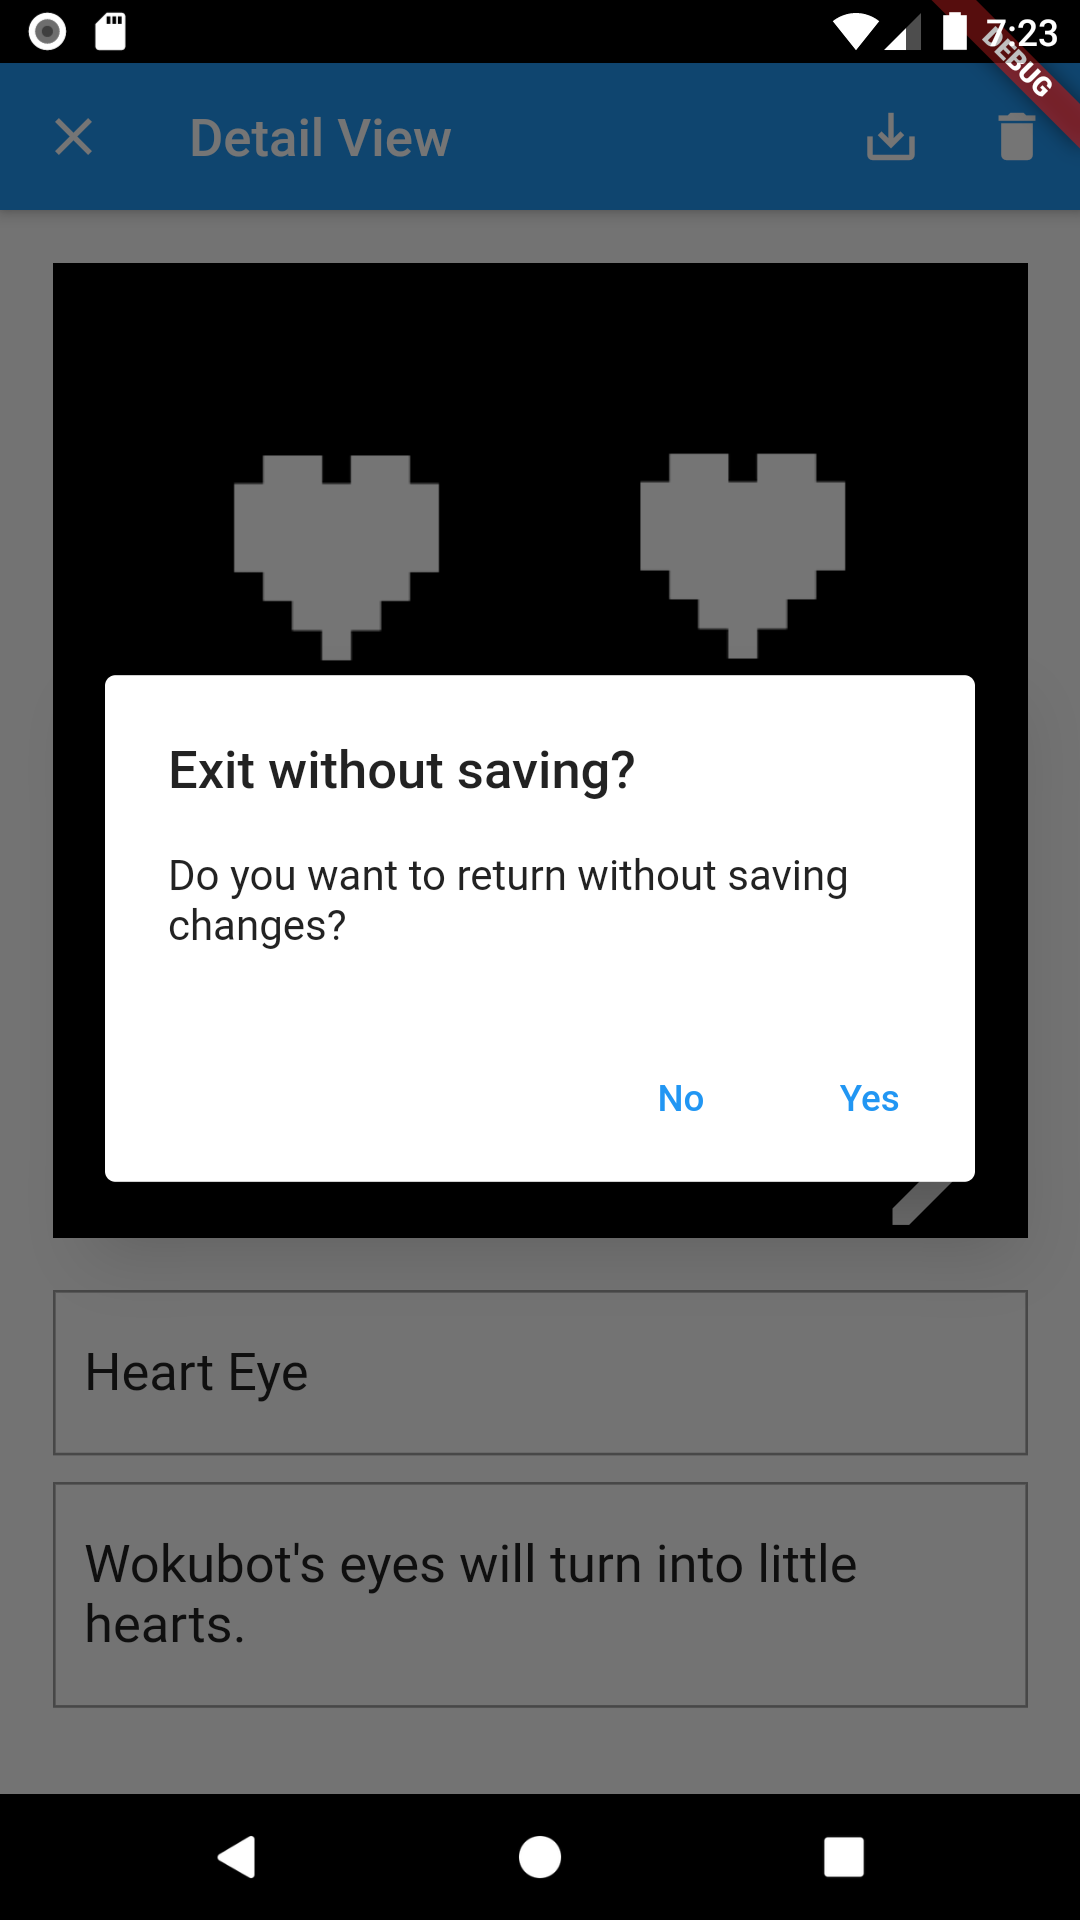 7:23
DEBUG
Detail View
Exit without saving?
Do you want to return without saving
changes?
No
Yes
Heart Eye
Wokubot's eyes will turn into little
hearts.